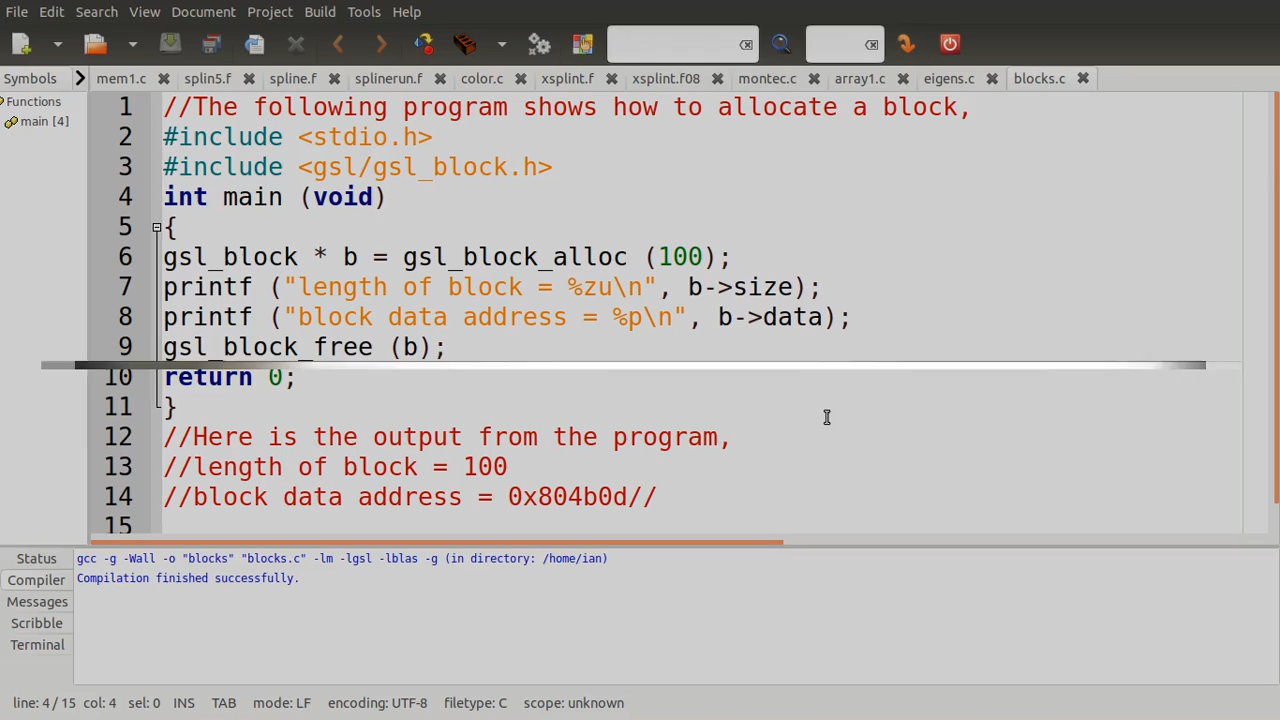 File Edit Search View Document Project Build Tools Help
Symbols mem1.c splin5.f spline.f splinerun.f color.c xsplint.f xsplint.f08 montec.c array1.c eigens.c blocks.c
Functions
main [4]
1 //The following program shows how to allocate a block,
2 #include <stdio.h>
3 #include <gsl/gsl_block.h>
4 int main (void)
5 {
6 gsl_block * b = gsl_block_alloc (100);
7 printf ("length of block = %zu\n", b->size);
8 printf ("block data address = %p\n", b->data);
9 gsl_block_free (b);
10 return 0;
11 }
12 //Here is the output from the program,
13 //length of block = 100
14 //block data address = 0x804b0d//
15
Status
Compiler
Messages
Scribble
Terminal
gcc -g -Wall -o "blocks" "blocks.c" -lm -lgsl -lblas -g (in directory: /home/ian)
Compilation finished successfully.
line: 4 / 15 col: 4 sel: 0 INS TAB mode: LF encoding: UTF-8 filetype: C scope: unknown